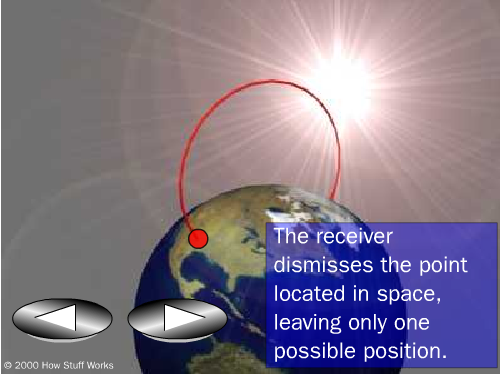 The receiver
dismisses the point
located in space,
leaving only one
possible position.
© 2000 How Stuff Works